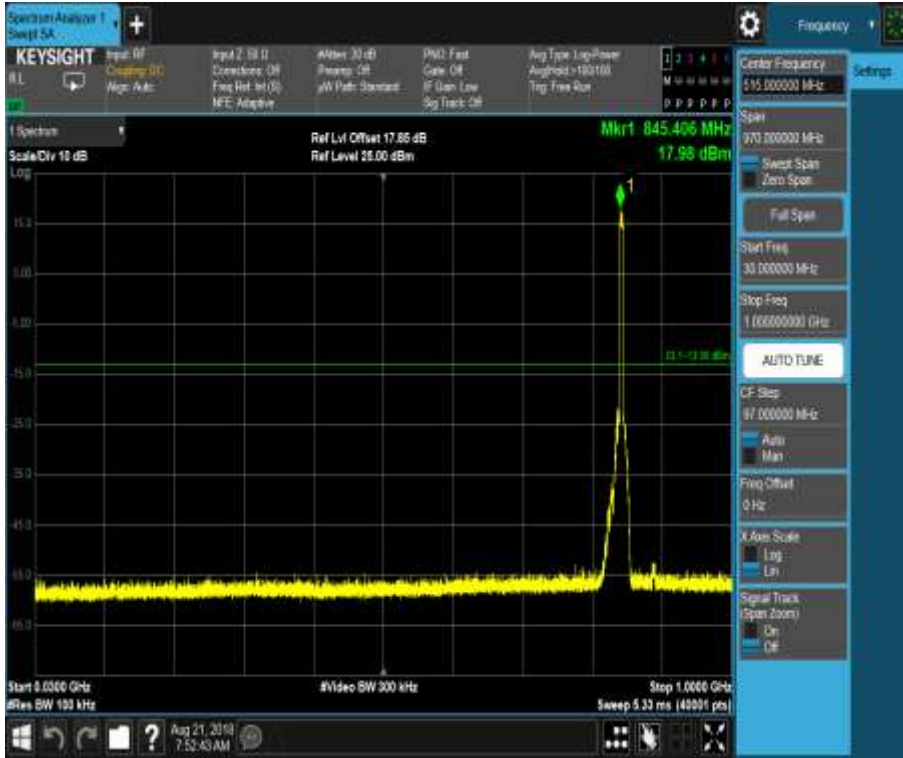 Spectrum Analyzer 1
Swept SA
+
Frequency
KEYSIGHT
RL
Input: RF
Coupling: DC
Align: Auto
Input Z: 50 Ω
Corrections: Off
Freq Ref: Int (S)
NFE: Adaptive
#Atten: 30 dB
Preamp: Off
µW Path: Standard
PNO: Fast
Gate: Off
IF Gain: Low
Sig Track: Off
Avg Type: Log-Power
Avg|Hold:>100/100
Trig: Free Run
1 2 3 4 5 6
M W W W W W
P P P P P P
Center Frequency
515.000000 MHz
Settings
1 Spectrum
Scale/Div 10 dB
Log
Ref Lvl Offset 17.85 dB
Ref Level 25.00 dBm
Mkr1 845.406 MHz
17.98 dBm
1
15.0
5.00
-5.00
-15.0
-25.0
-35.0
-45.0
-55.0
-65.0
Start 0.0300 GHz
#Res BW 100 kHz
#Video BW 300 kHz
Stop 1.0000 GHz
Sweep 5.33 ms (40001 pts)
Span
970.000000 MHz
Swept Span
Zero Span
Full Span
Start Freq
30.000000 MHz
Stop Freq
1.000000000 GHz
AUTO TUNE
CF Step
97.000000 MHz
Auto
Man
Freq Offset
0 Hz
X Axis Scale
Log
Lin
Signal Track
(Span Zoom)
On
Off
?
Aug 21, 2018
7:52:43 AM